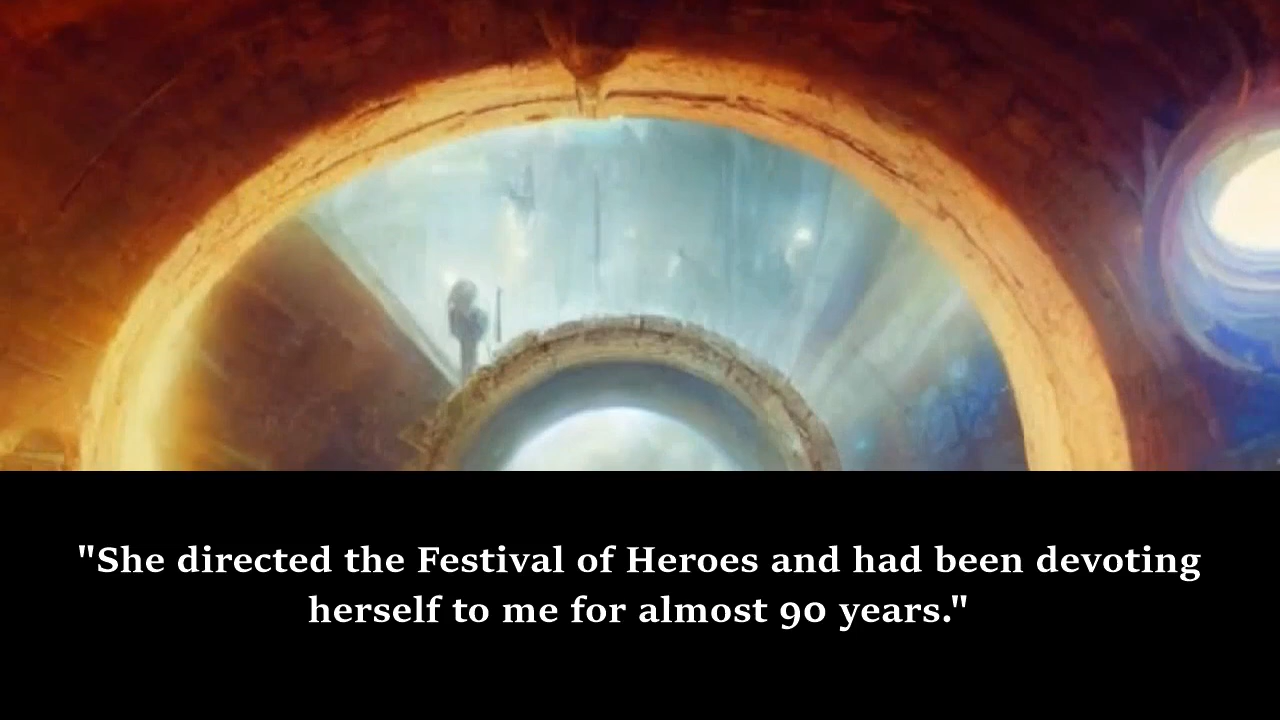 "She directed the Festival of Heroes and had been devoting
herself to me for almost 90 years."